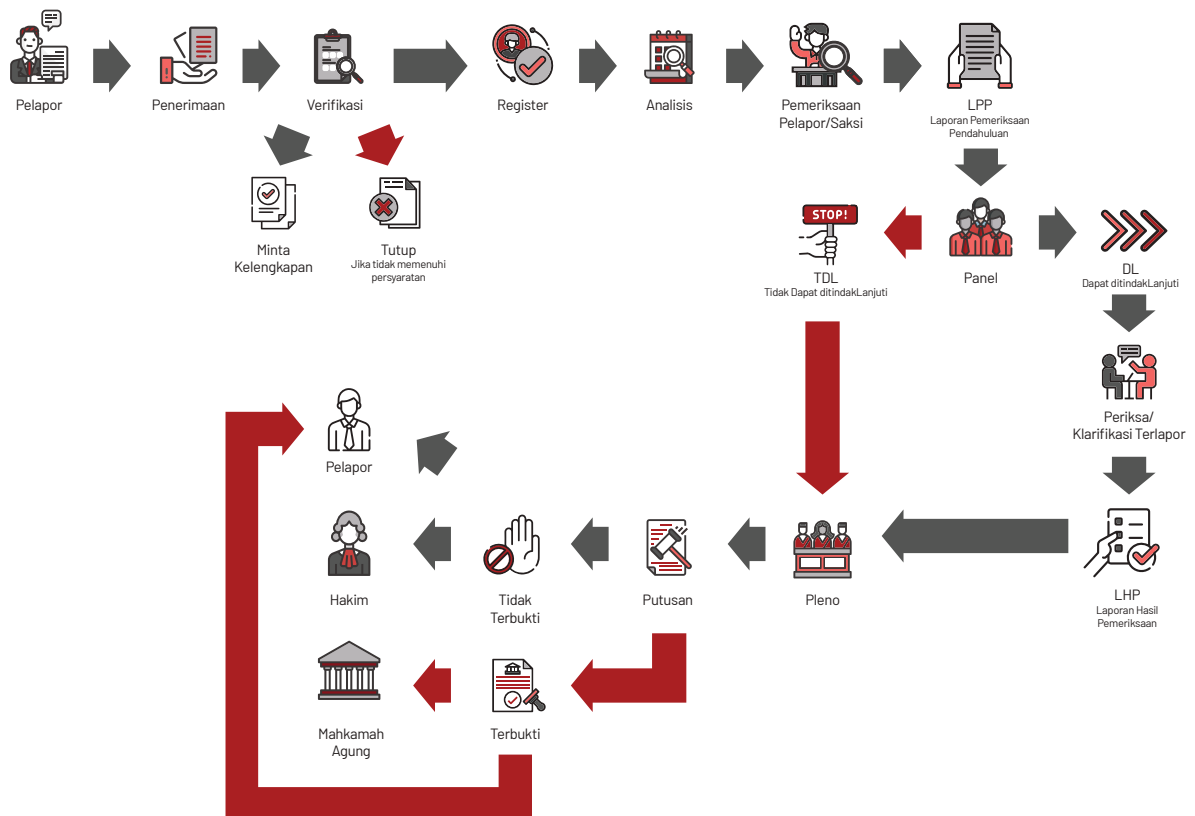 Pelapor
Penerimaan
Verifikasi
Register
Analisis
Pemeriksaan
Pelapor/Saksi
LPP
Laporan Pemeriksaan
Pendahuluan
Minta
Kelengkapan
Tutup
Jika tidak memenuhi
persyaratan
STOP!
TDL
Tidak Dapat ditindakLanjuti
Panel
DL
Dapat ditindakLanjuti
Periksa/
Klarifikasi Terlapor
Pelapor
Hakim
Tidak
Terbukti
Putusan
Pleno
LHP
Laporan Hasil
Pemeriksaan
Mahkamah
Agung
Terbukti